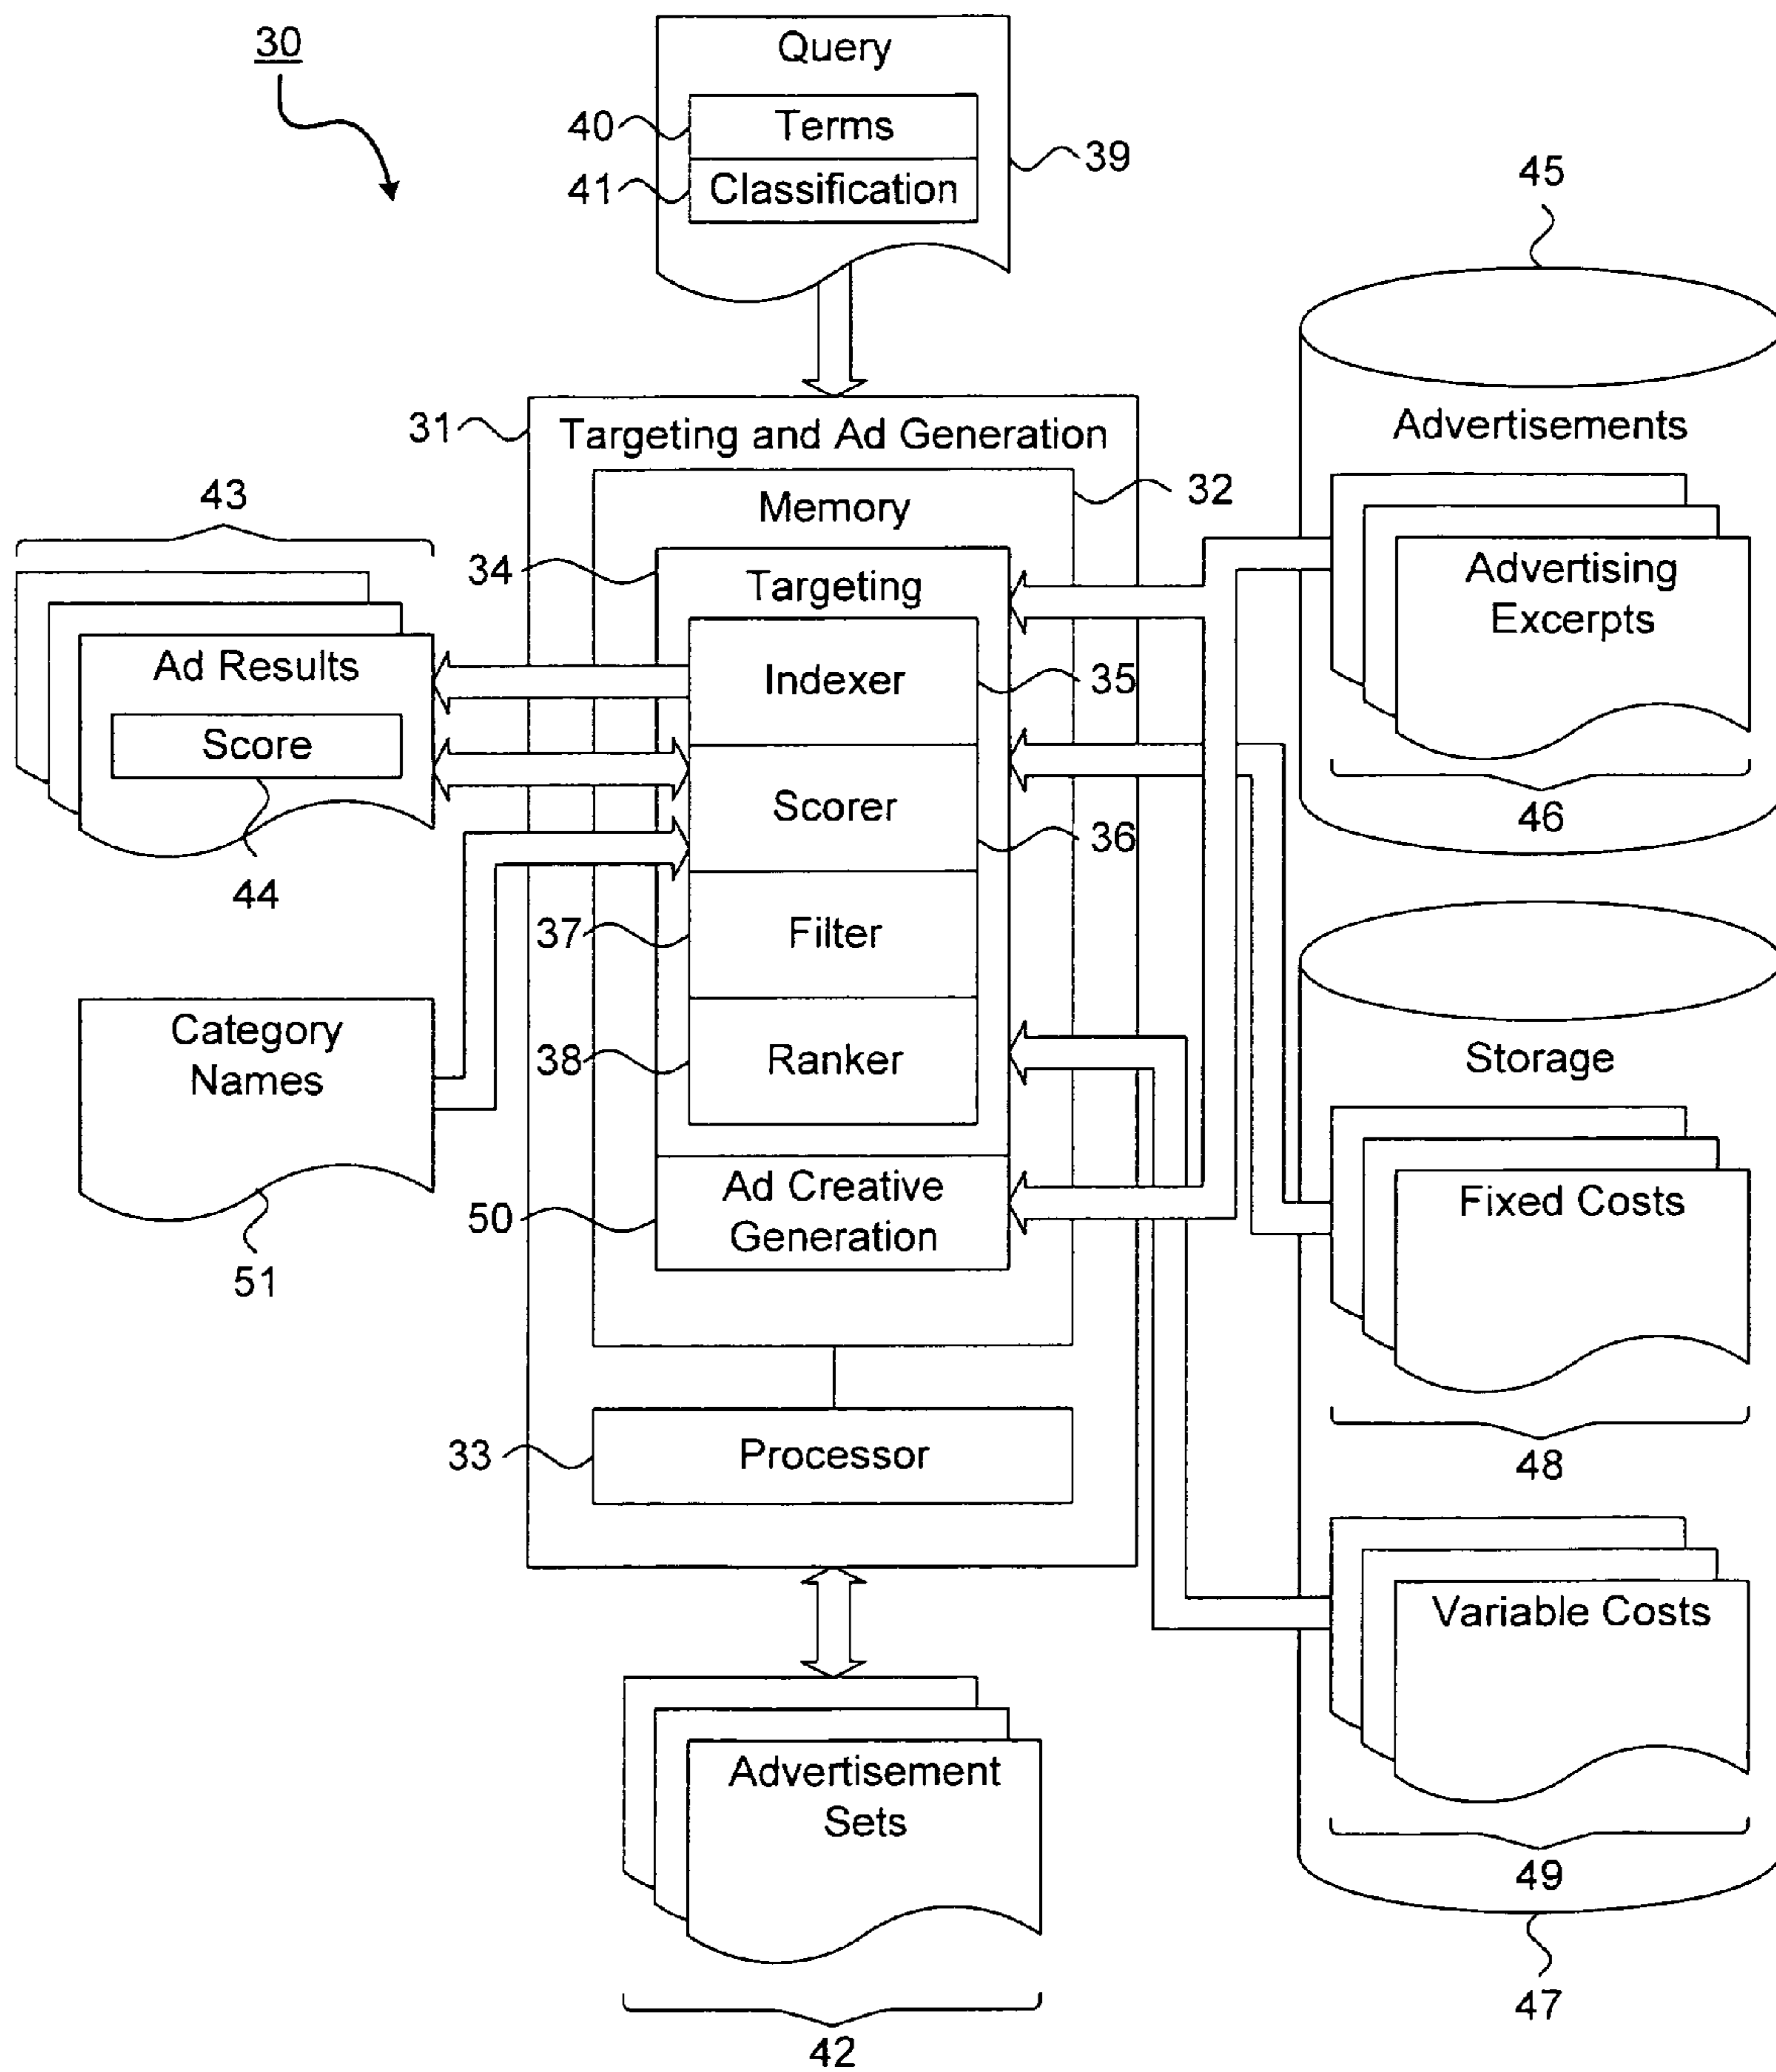 30
Query
40
Terms
39
41
Classification
45
31
Targeting and Ad Generation
Advertisements
43
32
Memory
34
Targeting
Advertising
Excerpts
Ad Results
Indexer
35
Score
Scorer
36
46
44
37
Filter
Category
Names
38
Ranker
Storage
50
Ad Creative
Generation
Fixed Costs
51
33
Processor
48
Variable Costs
Advertisement
Sets
49
47
42